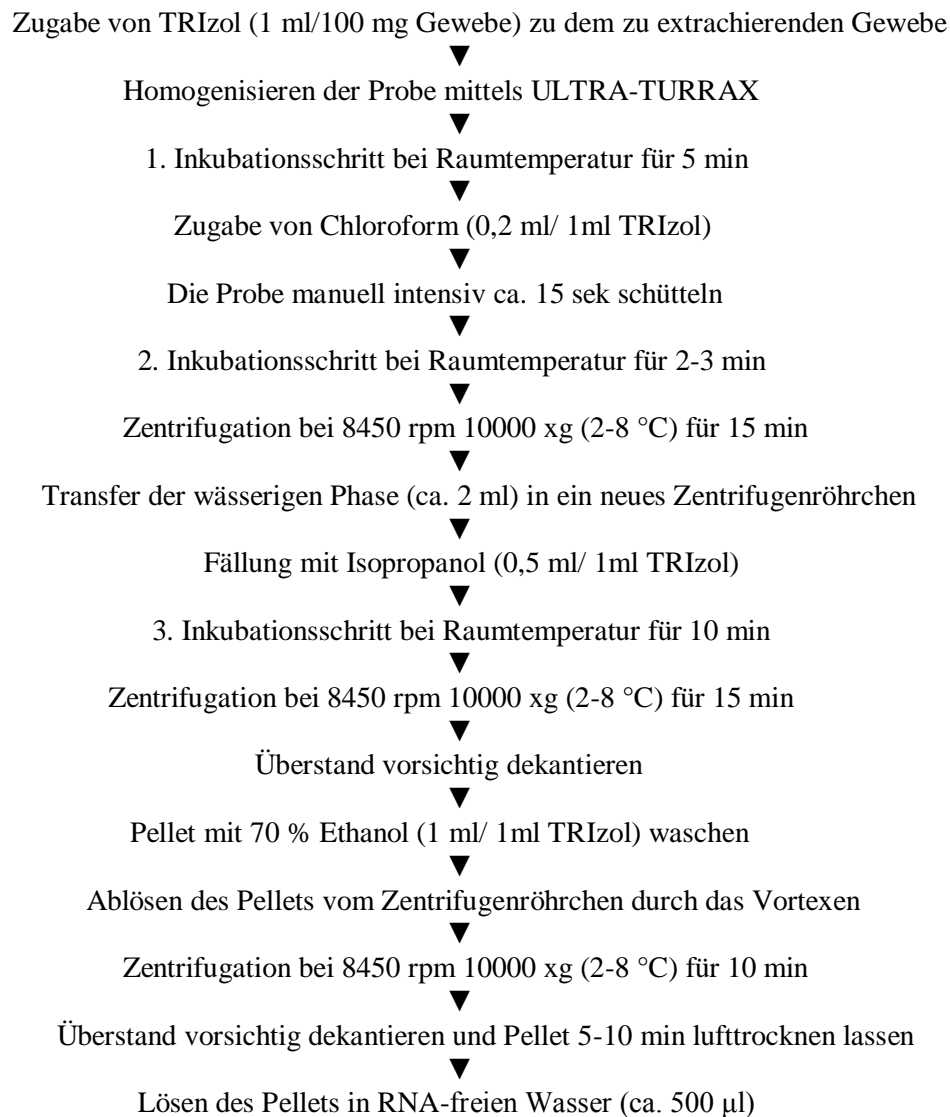 Zugabe von TRIzol (1 ml/100 mg Gewebe) zu dem zu extrachierenden Gewebe
▼
Homogenisieren der Probe mittels ULTRA-TURRAX
▼
1. Inkubationsschritt bei Raumtemperatur für 5 min
▼
Zugabe von Chloroform (0,2 ml/ 1ml TRIzol)
▼
Die Probe manuell intensiv ca. 15 sek schütteln
▼
2. Inkubationsschritt bei Raumtemperatur für 2-3 min
▼
Zentrifugation bei 8450 rpm 10000 xg (2-8 °C) für 15 min
▼
Transfer der wässerigen Phase (ca. 2 ml) in ein neues Zentrifugenröhrchen
▼
Fällung mit Isopropanol (0,5 ml/ 1ml TRIzol)
▼
3. Inkubationsschritt bei Raumtemperatur für 10 min
▼
Zentrifugation bei 8450 rpm 10000 xg (2-8 °C) für 15 min
▼
Überstand vorsichtig dekantieren
▼
Pellet mit 70 % Ethanol (1 ml/ 1ml TRIzol) waschen
▼
Ablösen des Pellets vom Zentrifugenröhrchen durch das Vortexen
▼
Zentrifugation bei 8450 rpm 10000 xg (2-8 °C) für 10 min
▼
Überstand vorsichtig dekantieren und Pellet 5-10 min lufttrocknen lassen
▼
Lösen des Pellets in RNA-freien Wasser (ca. 500 µl)